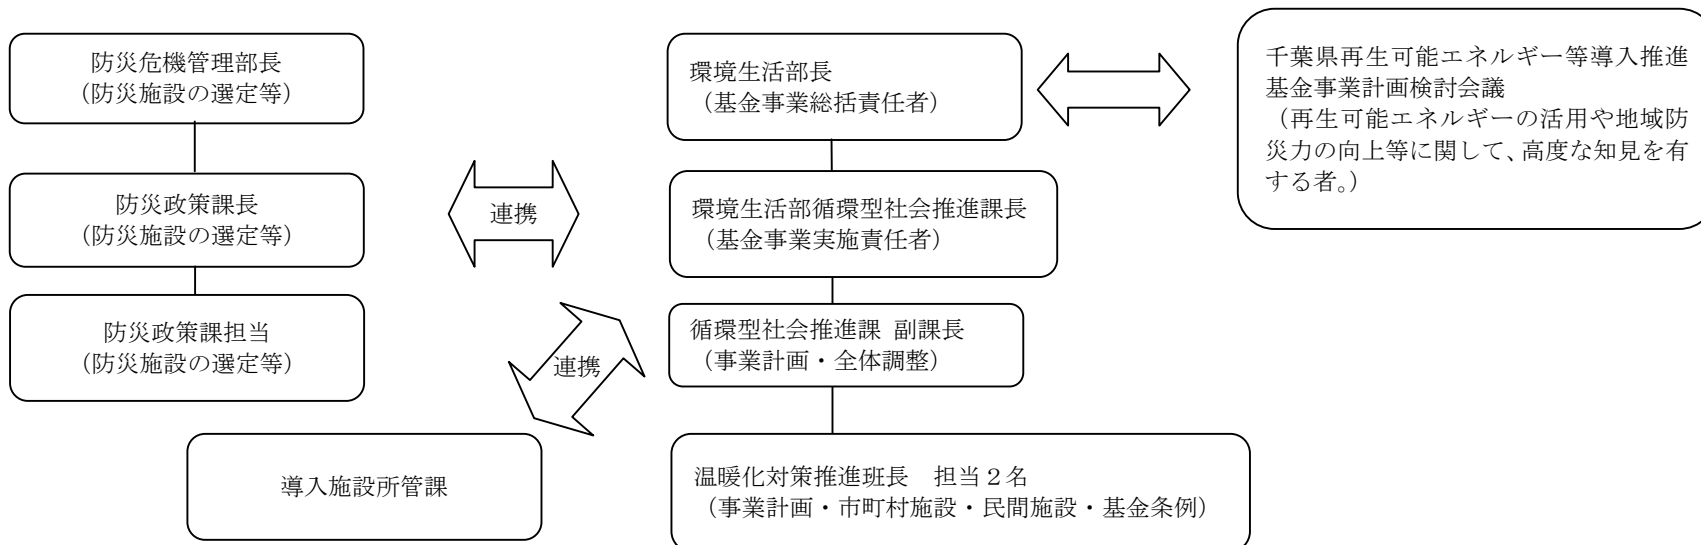 防災危機管理部長
（防災施設の選定等）
防災政策課長
（防災施設の選定等）
防災政策課担当
（防災施設の選定等）
連携
連携
導入施設所管課
環境生活部長
（基金事業総括責任者）
環境生活部循環型社会推進課長
（基金事業実施責任者）
循環型社会推進課 副課長
（事業計画・全体調整）
温暖化対策推進班長　担当２名
（事業計画・市町村施設・民間施設・基金条例）
千葉県再生可能エネルギー等導入推進
基金事業計画検討会議
（再生可能エネルギーの活用や地域防
災力の向上等に関して、高度な知見を有
する者。）